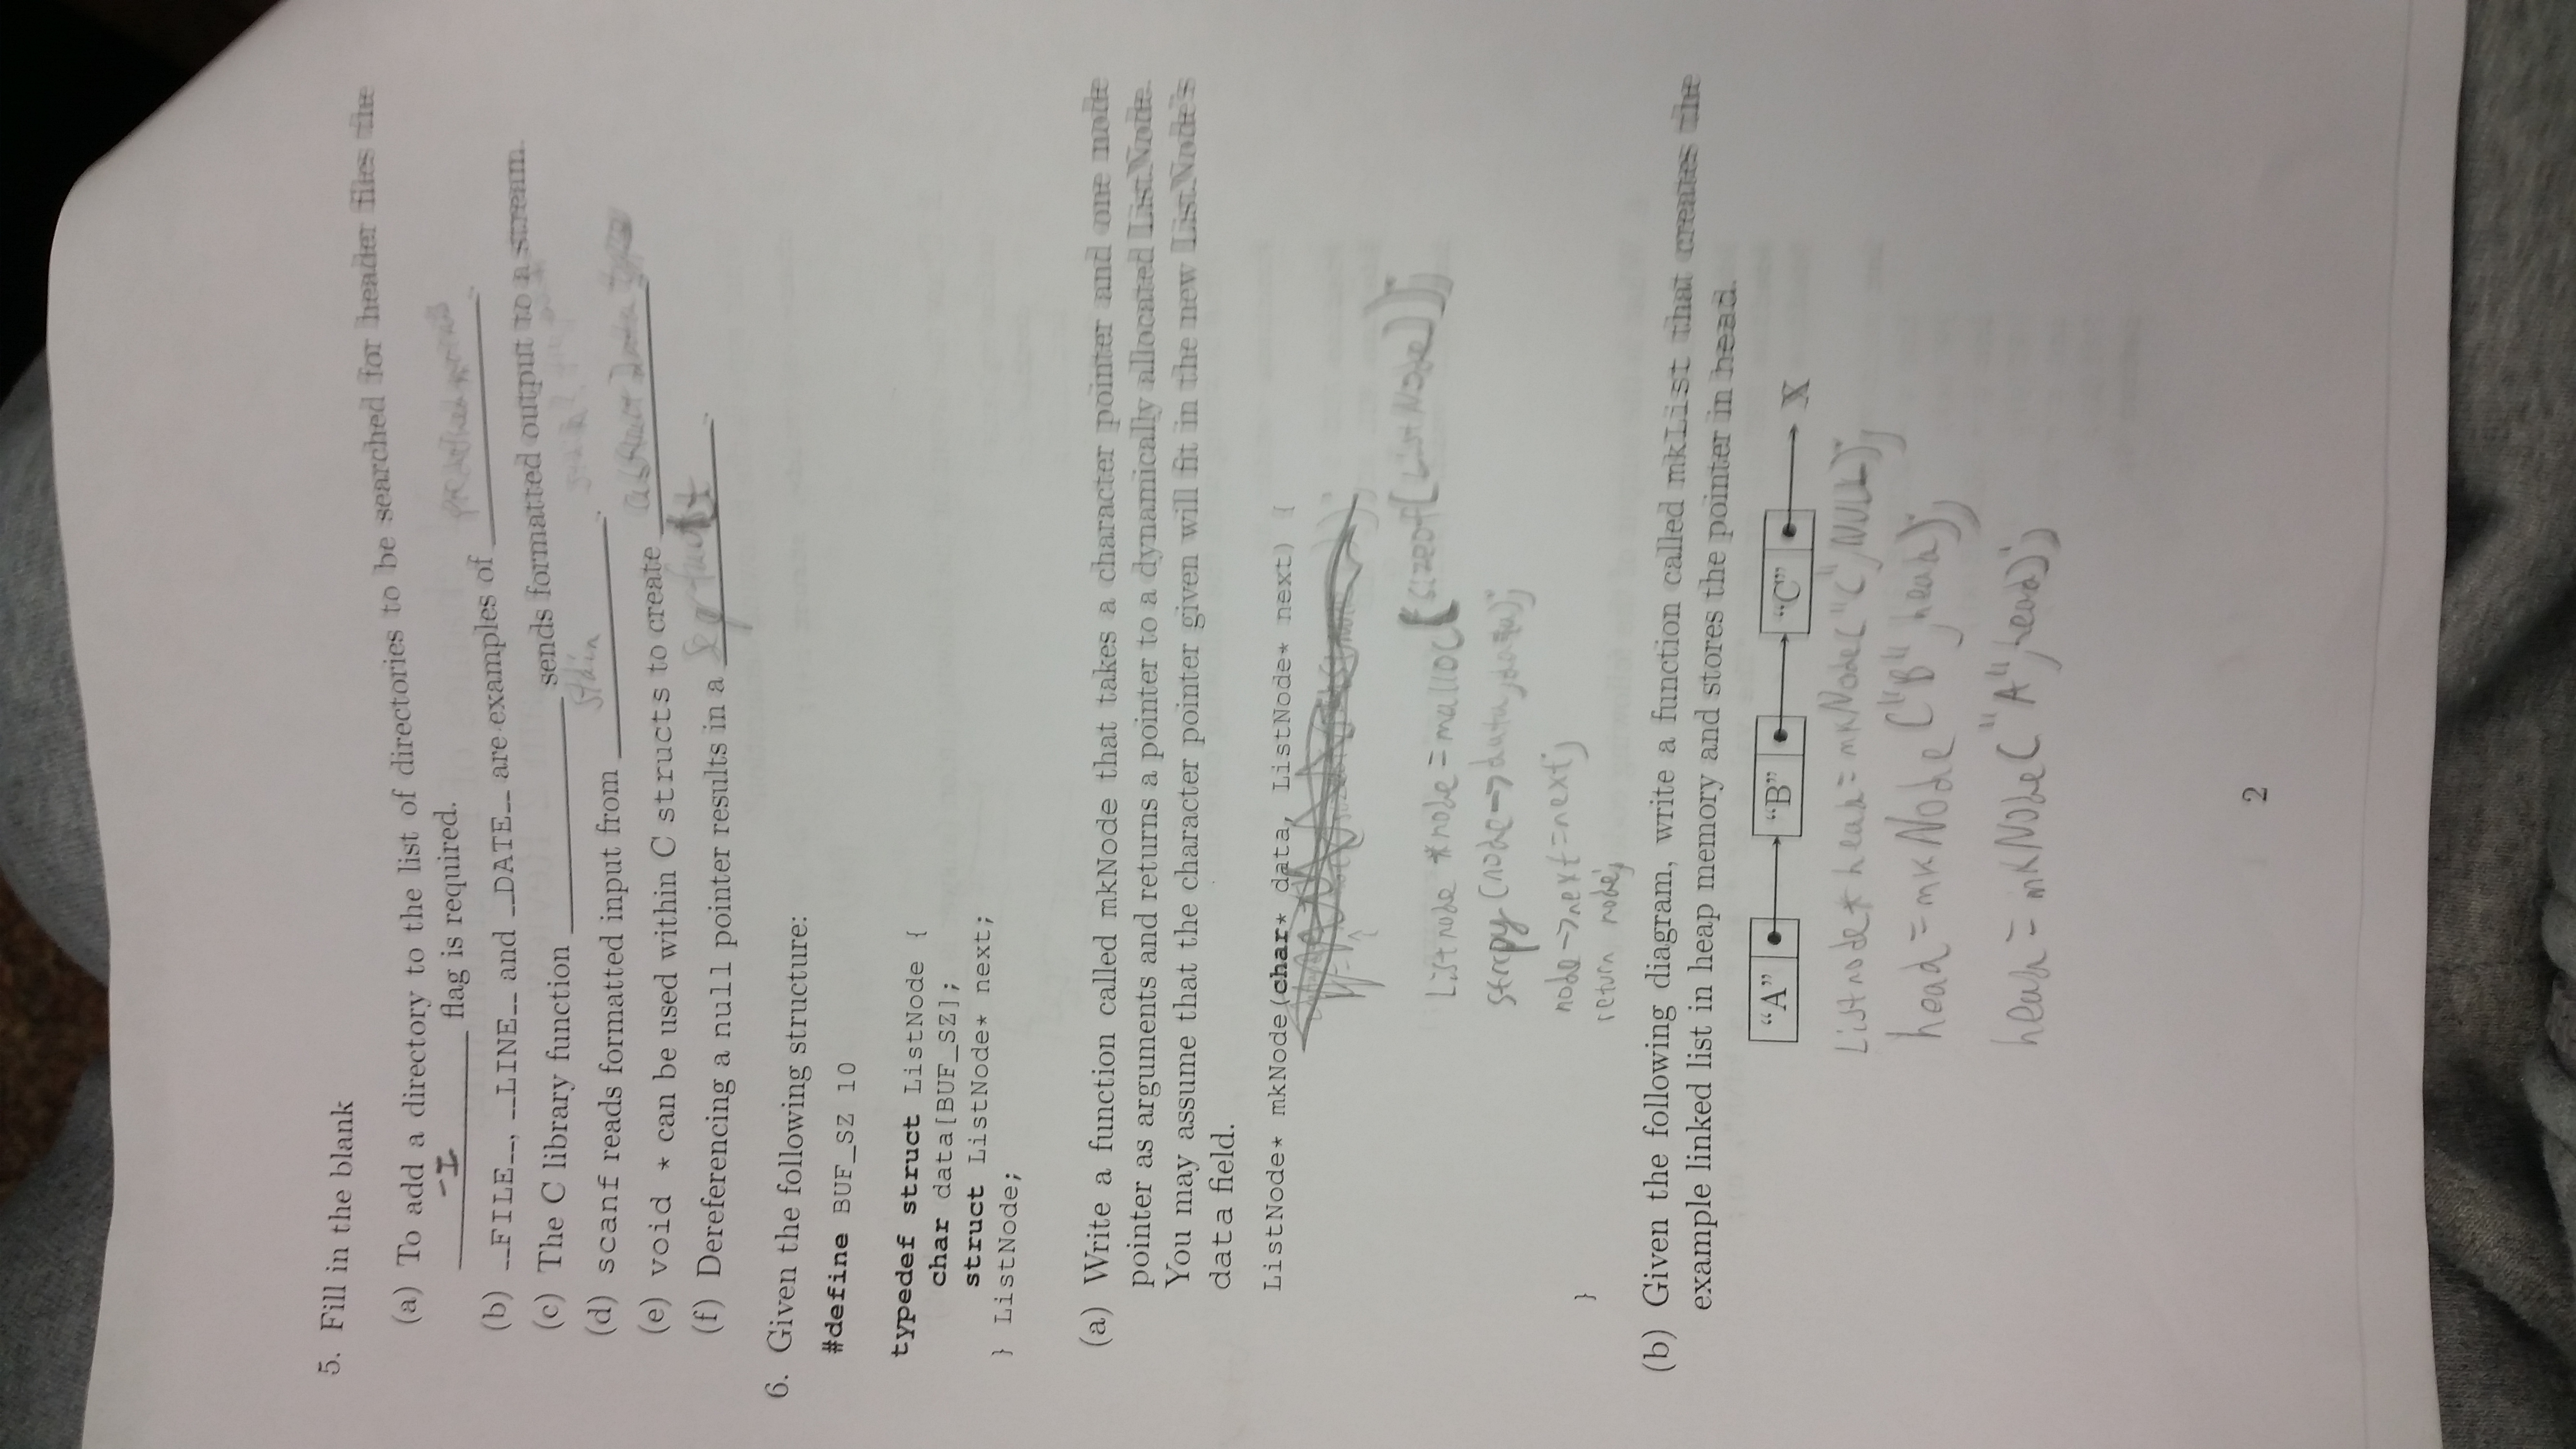 5. Fill in the blank
(a) To add a directory to the list of directories to be searched for header files the
-I flag is required.
(b) __FILE__, __LINE__ and __DATE__ are examples of
(c) The C library function ____ sends formatted output to a stream.
(d) scanf reads formatted input from stdin.
(e) void * can be used within C structs to create abstract Data types
(f) Dereferencing a null pointer results in a Seg fault.
6. Given the following structure:
#define BUF_SZ 10
typedef struct ListNode {
char data[BUF_SZ];
struct ListNode* next;
} ListNode;
(a) Write a function called mkNode that takes a character pointer and one node
pointer as arguments and returns a pointer to a dynamically allocated ListNode.
You may assume that the character pointer given will fit in the new ListNode's
data field.
ListNode* mkNode(char* data, ListNode* next) {
Listnode *node = malloc(sizeof(ListNode));
strcpy(node->data,data);
node->next=next;
}
return node;
(b) Given the following diagram, write a function called mkList that creates the
example linked list in heap memory and stores the pointer in head.
“A” “B” “C” X
Listnode* head = mkNode("C",NULL);
head = mkNode("B",head);
head = mkNode("A",head);
2